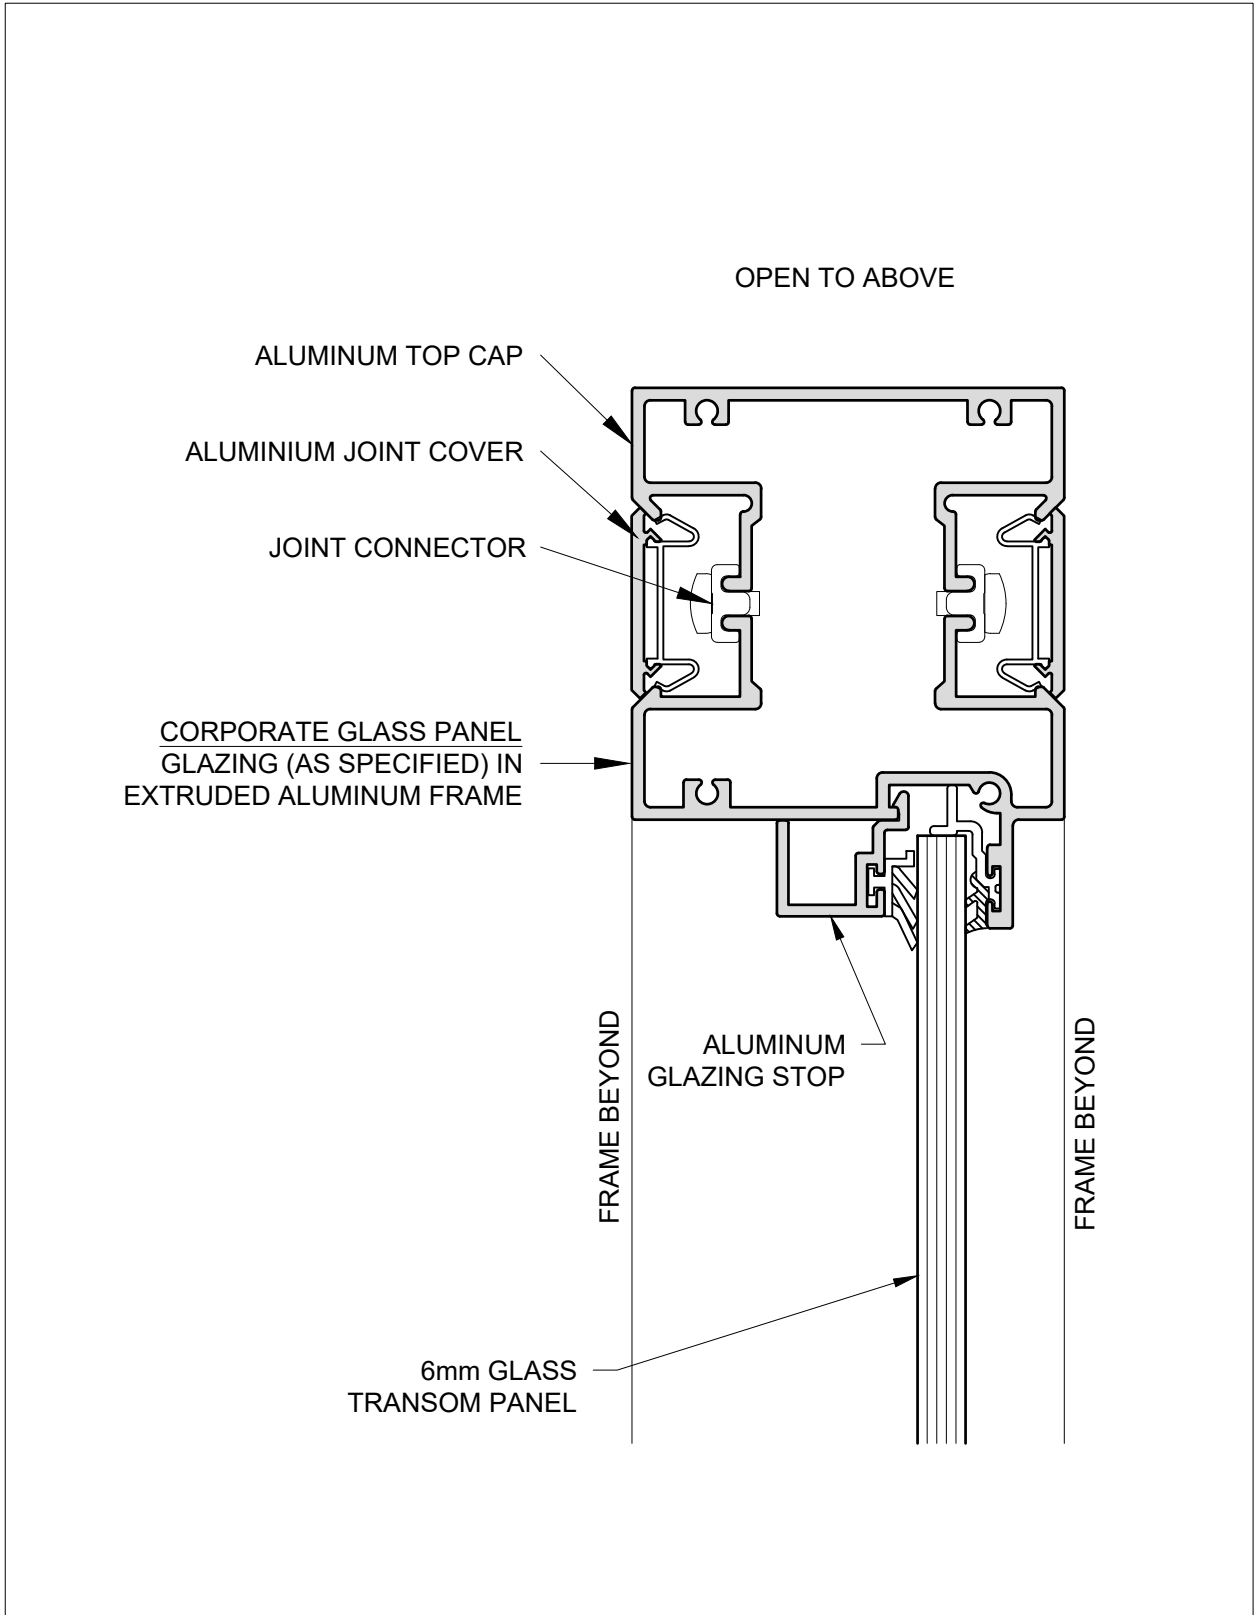 OPEN TO ABOVE
ALUMINUM TOP CAP
ALUMINIUM JOINT COVER
JOINT CONNECTOR
CORPORATE GLASS PANEL
GLAZING (AS SPECIFIED) IN
EXTRUDED ALUMINUM FRAME
FRAME BEYOND
ALUMINUM
GLAZING STOP
FRAME BEYOND
6mm GLASS
TRANSOM PANEL